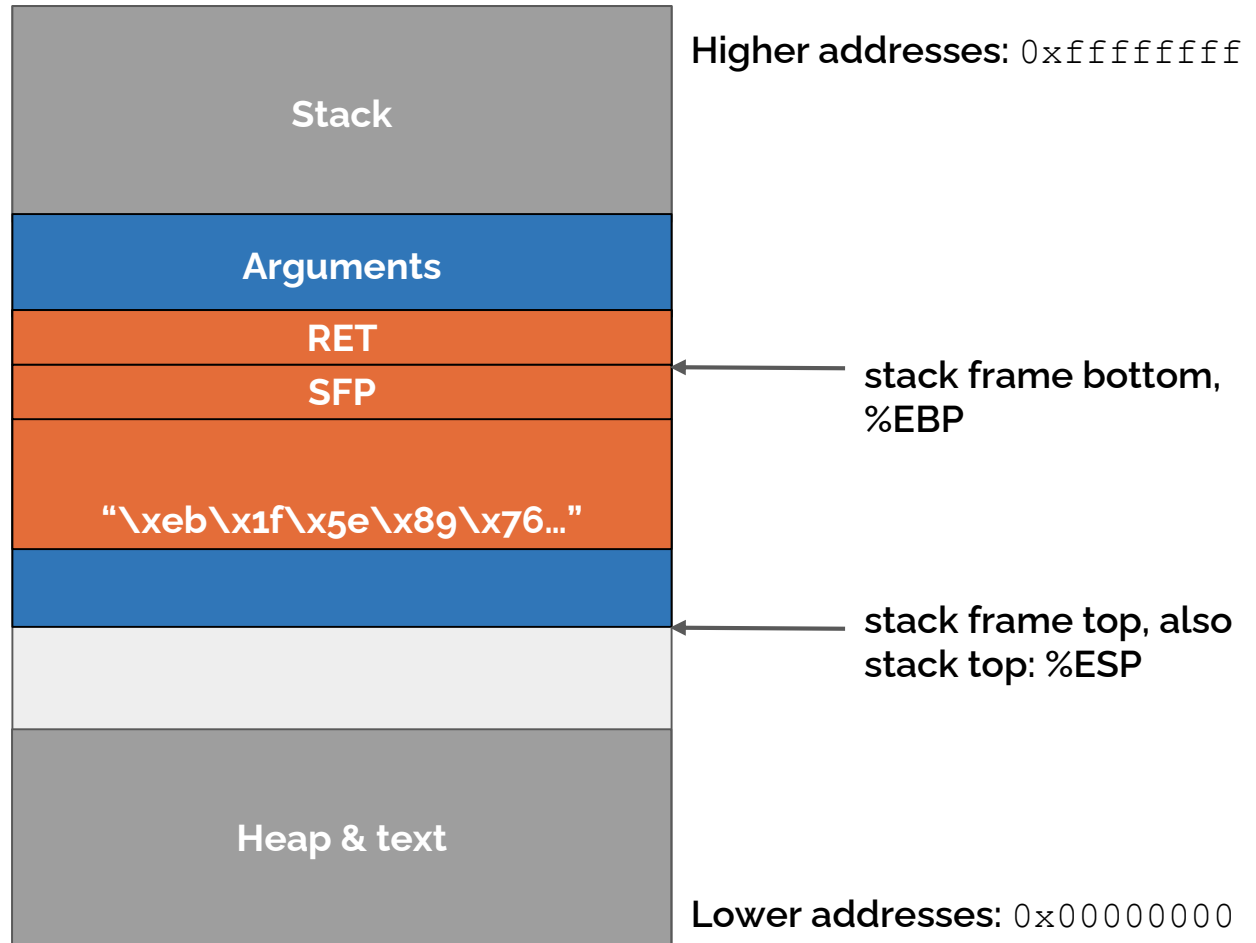 Higher addresses: 0xffffffff
Stack
Arguments
RET
SFP
stack frame bottom,
%EBP
“\xeb\x1f\x5e\x89\x76…”
stack frame top, also
stack top: %ESP
Heap & text
Lower addresses: 0x00000000